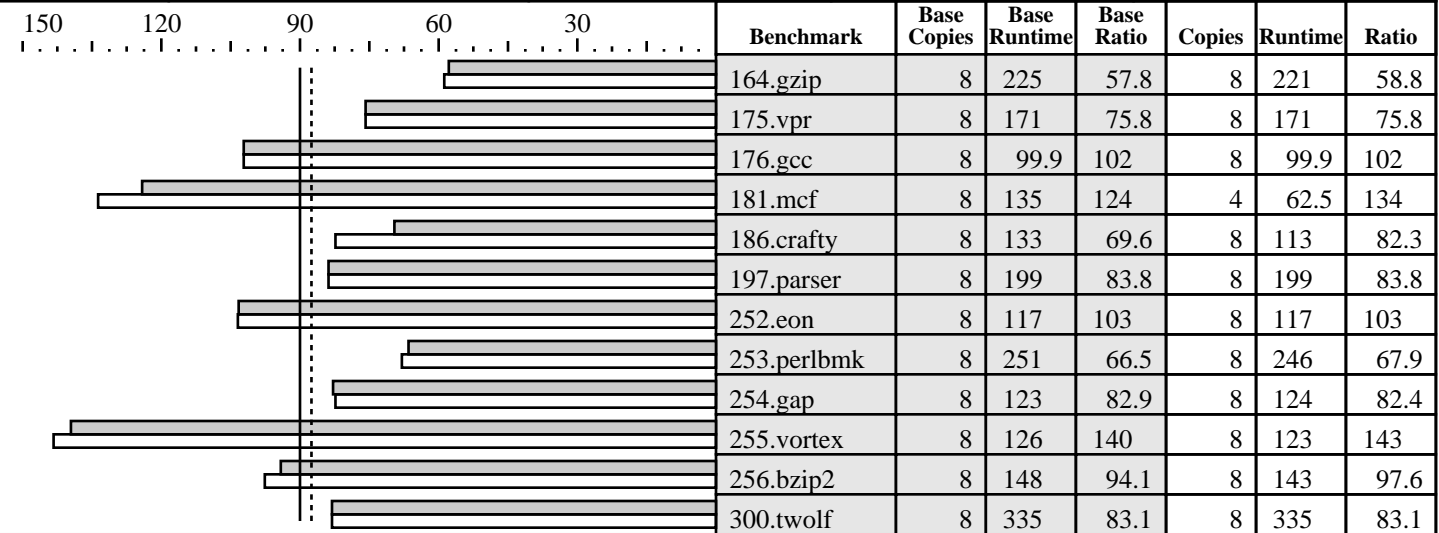 150 120 90 60 30
Benchmark Base Copies Base Runtime Base Ratio Copies Runtime Ratio
164.gzip 8 225 57.8 8 221 58.8
175.vpr 8 171 75.8 8 171 75.8
176.gcc 8 99.9 102 8 99.9 102
181.mcf 8 135 124 4 62.5 134
186.crafty 8 133 69.6 8 113 82.3
197.parser 8 199 83.8 8 199 83.8
252.eon 8 117 103 8 117 103
253.perlbmk 8 251 66.5 8 246 67.9
254.gap 8 123 82.9 8 124 82.4
255.vortex 8 126 140 8 123 143
256.bzip2 8 148 94.1 8 143 97.6
300.twolf 8 335 83.1 8 335 83.1